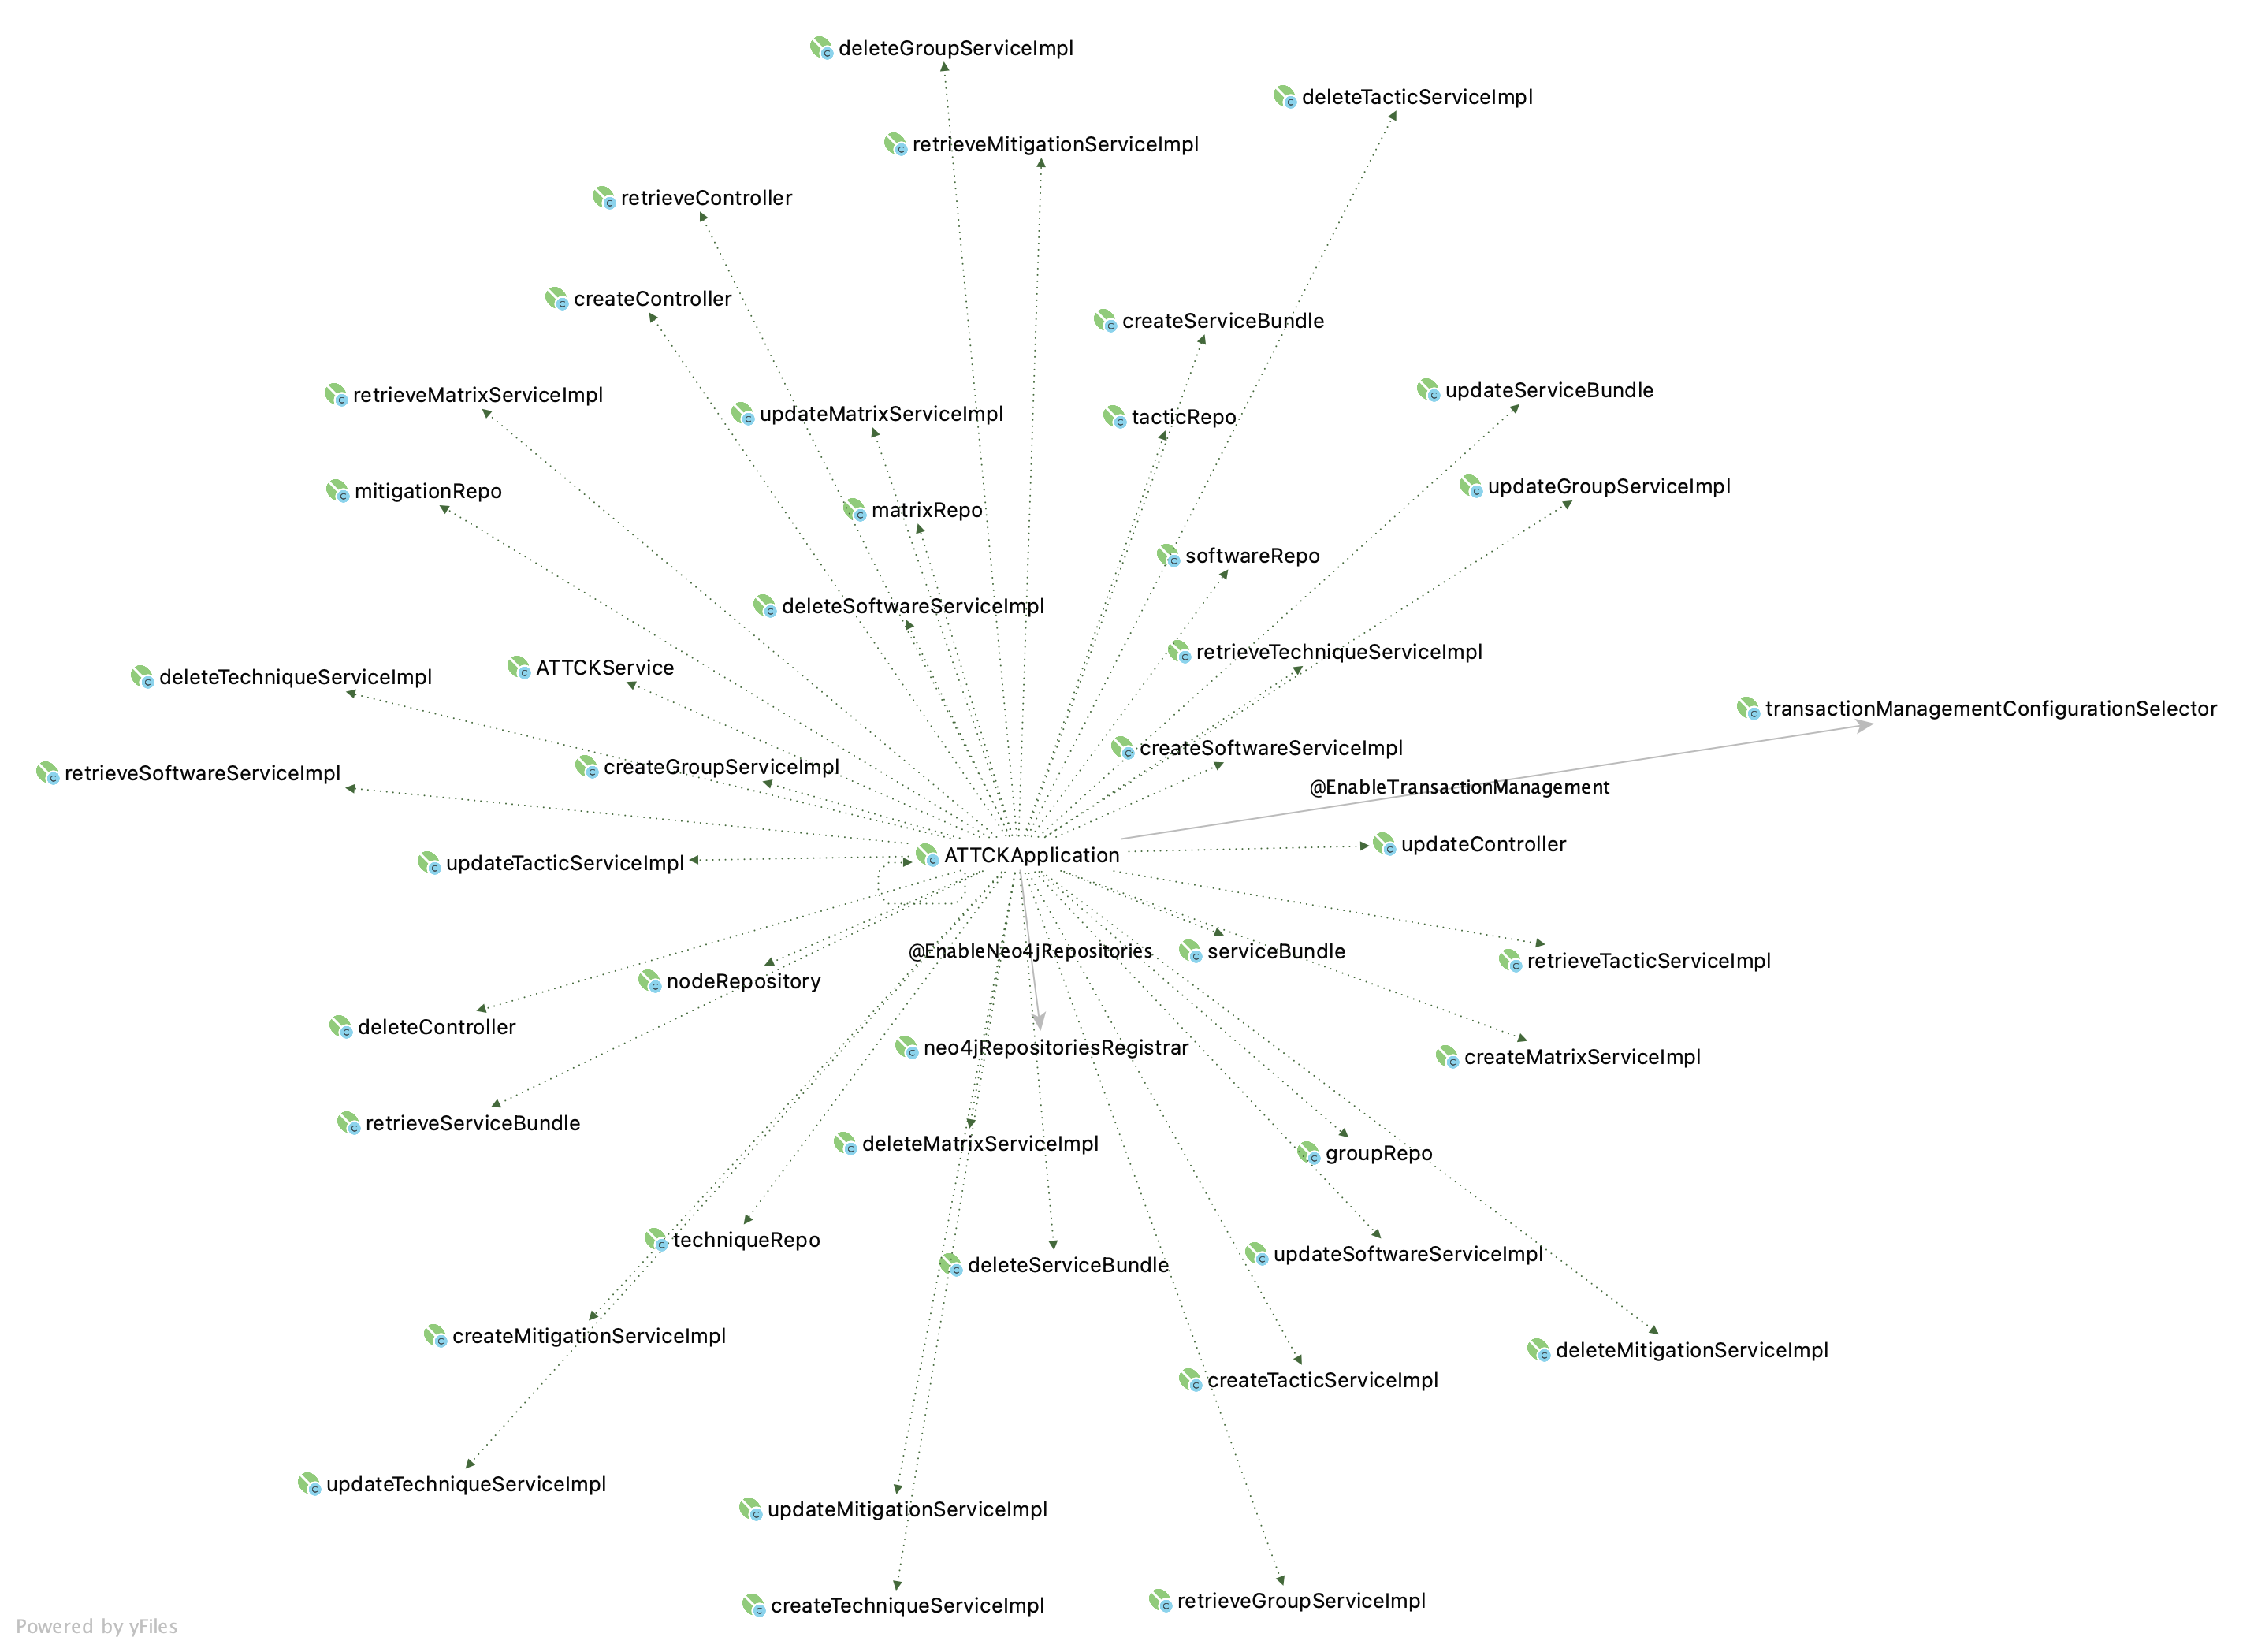 deleteGroupServiceImpl
deleteTacticServiceImpl
retrieveMitigationServiceImpl
retrieveController
createController
createServiceBundle
updateServiceBundle
retrieveMatrixServiceImpl
updateMatrixServiceImpl
tacticRepo
updateGroupServiceImpl
mitigationRepo
matrixRepo
softwareRepo
deleteSoftwareServiceImpl
retrieveTechniqueServiceImpl
ATTCKService
deleteTechniqueServiceImpl
transactionManagementConfigurationSelector
createSoftwareServiceImpl
createGroupServiceImpl
retrieveSoftwareServiceImpl
@EnableTransactionManagement
updateController
ATTCKApplication
updateTacticServiceImpl
@EnableNeo4jRepositories
serviceBundle
retrieveTacticServiceImpl
nodeRepository
deleteController
neo4jRepositoriesRegistrar
createMatrixServiceImpl
retrieveServiceBundle
deleteMatrixServiceImpl
groupRepo
techniqueRepo
updateSoftwareServiceImpl
deleteServiceBundle
createMitigationServiceImpl
deleteMitigationServiceImpl
createTacticServiceImpl
updateTechniqueServiceImpl
updateMitigationServiceImpl
retrieveGroupServiceImpl
createTechniqueServiceImpl
Powered by yFiles